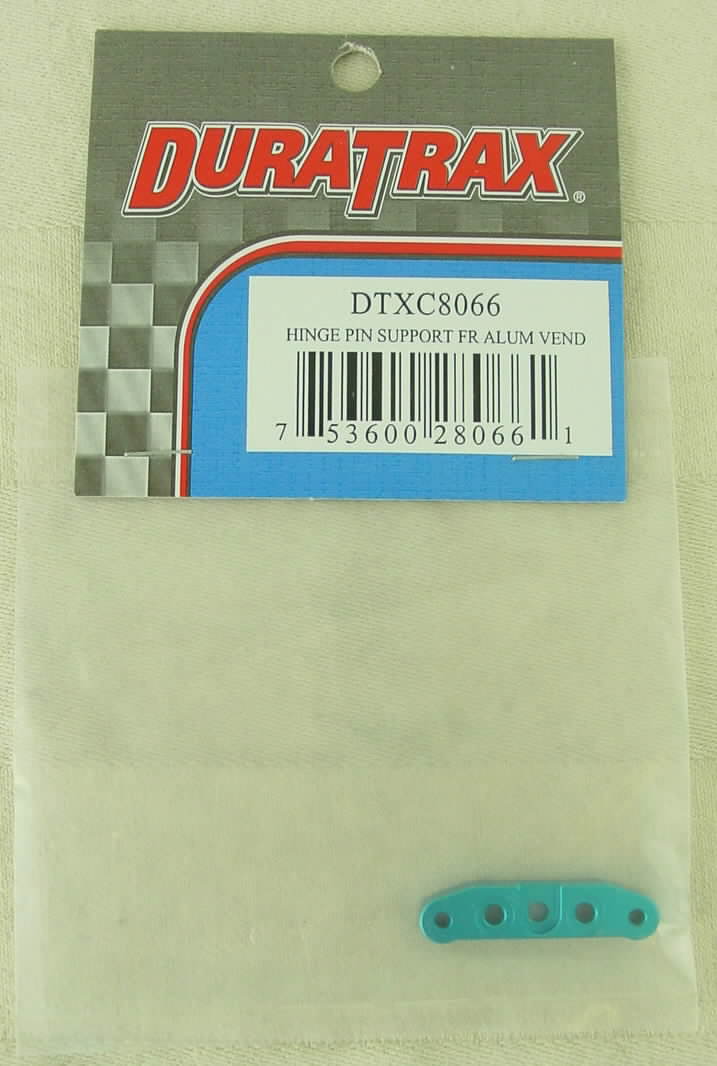 DURATRAX®
DTXC8066
HINGE PIN SUPPORT FR ALUM VEND
7 53600 28066 1